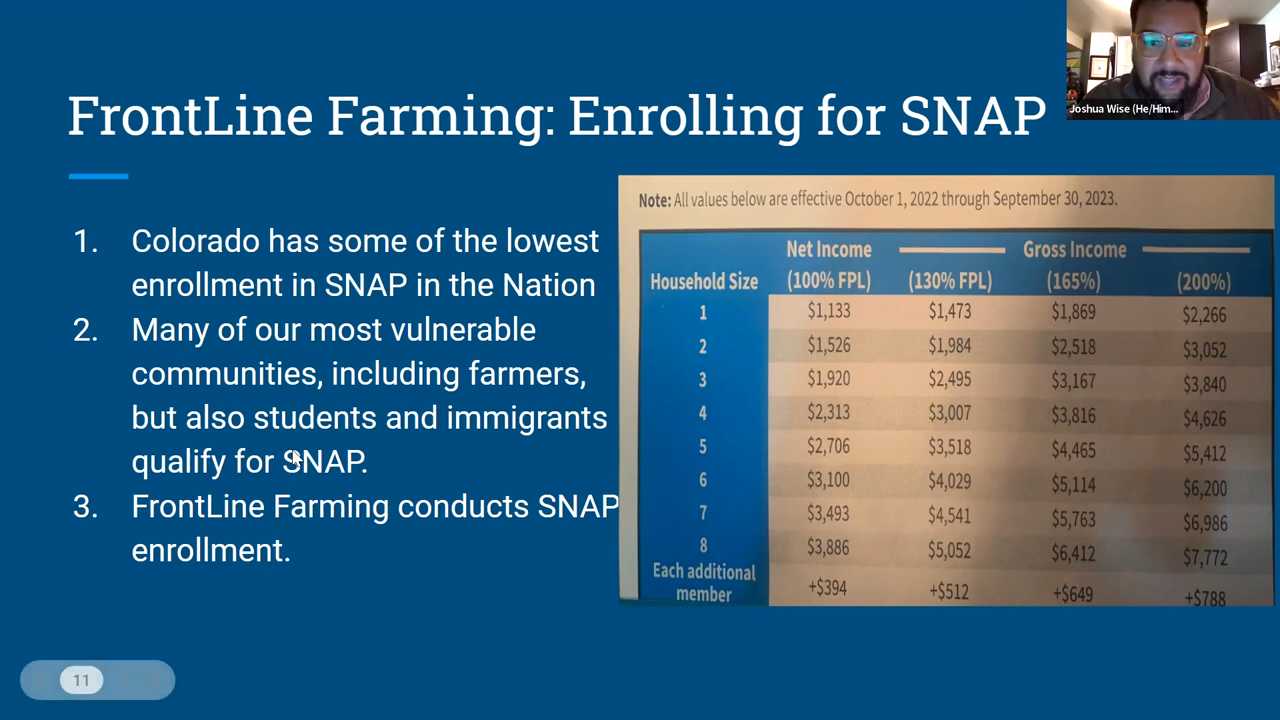 FrontLine Farming: Enrolling for SNAP
Joshua Wise (He/Him...
1. Colorado has some of the lowest
enrollment in SNAP in the Nation
2. Many of our most vulnerable
communities, including farmers,
but also students and immigrants
qualify for SNAP.
3. FrontLine Farming conducts SNAP
enrollment.
Note: All values below are effective October 1, 2022 through September 30, 2023.
Net Income Gross Income
Household Size (100% FPL) (130% FPL) (165%) (200%)
1 $1,133 $1,473 $1,869 $2,266
2 $1,526 $1,984 $2,518 $3,052
3 $1,920 $2,495 $3,167 $3,840
4 $2,313 $3,007 $3,816 $4,626
5 $2,706 $3,518 $4,465 $5,412
6 $3,100 $4,029 $5,114 $6,200
7 $3,493 $4,541 $5,763 $6,986
8 $3,886 $5,052 $6,412 $7,772
Each additional
member +$394 +$512 +$649 +$788
11